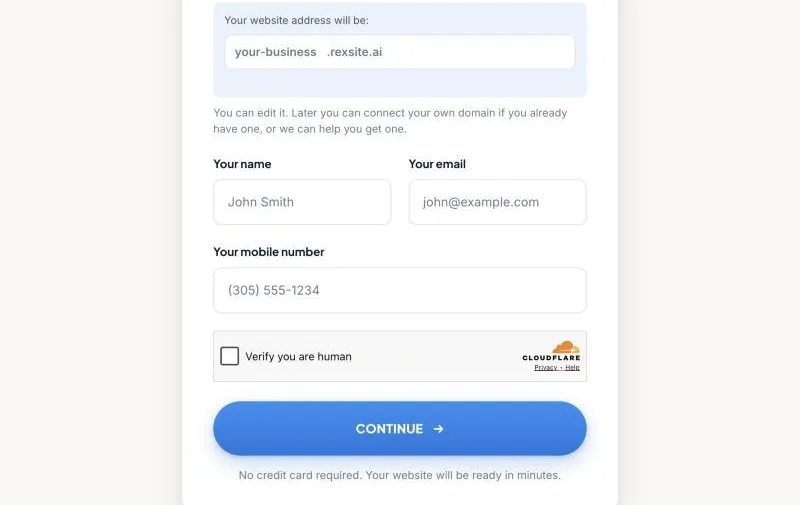 Your website address will be:
your-business .rexsite.ai
You can edit it. Later you can connect your own domain if you already
have one, or we can help you get one.
Your name
Your email
John Smith
john@example.com
Your mobile number
(305) 555-1234
Verify you are human
CLOUDFLARE
Privacy · Help
CONTINUE →
No credit card required. Your website will be ready in minutes.